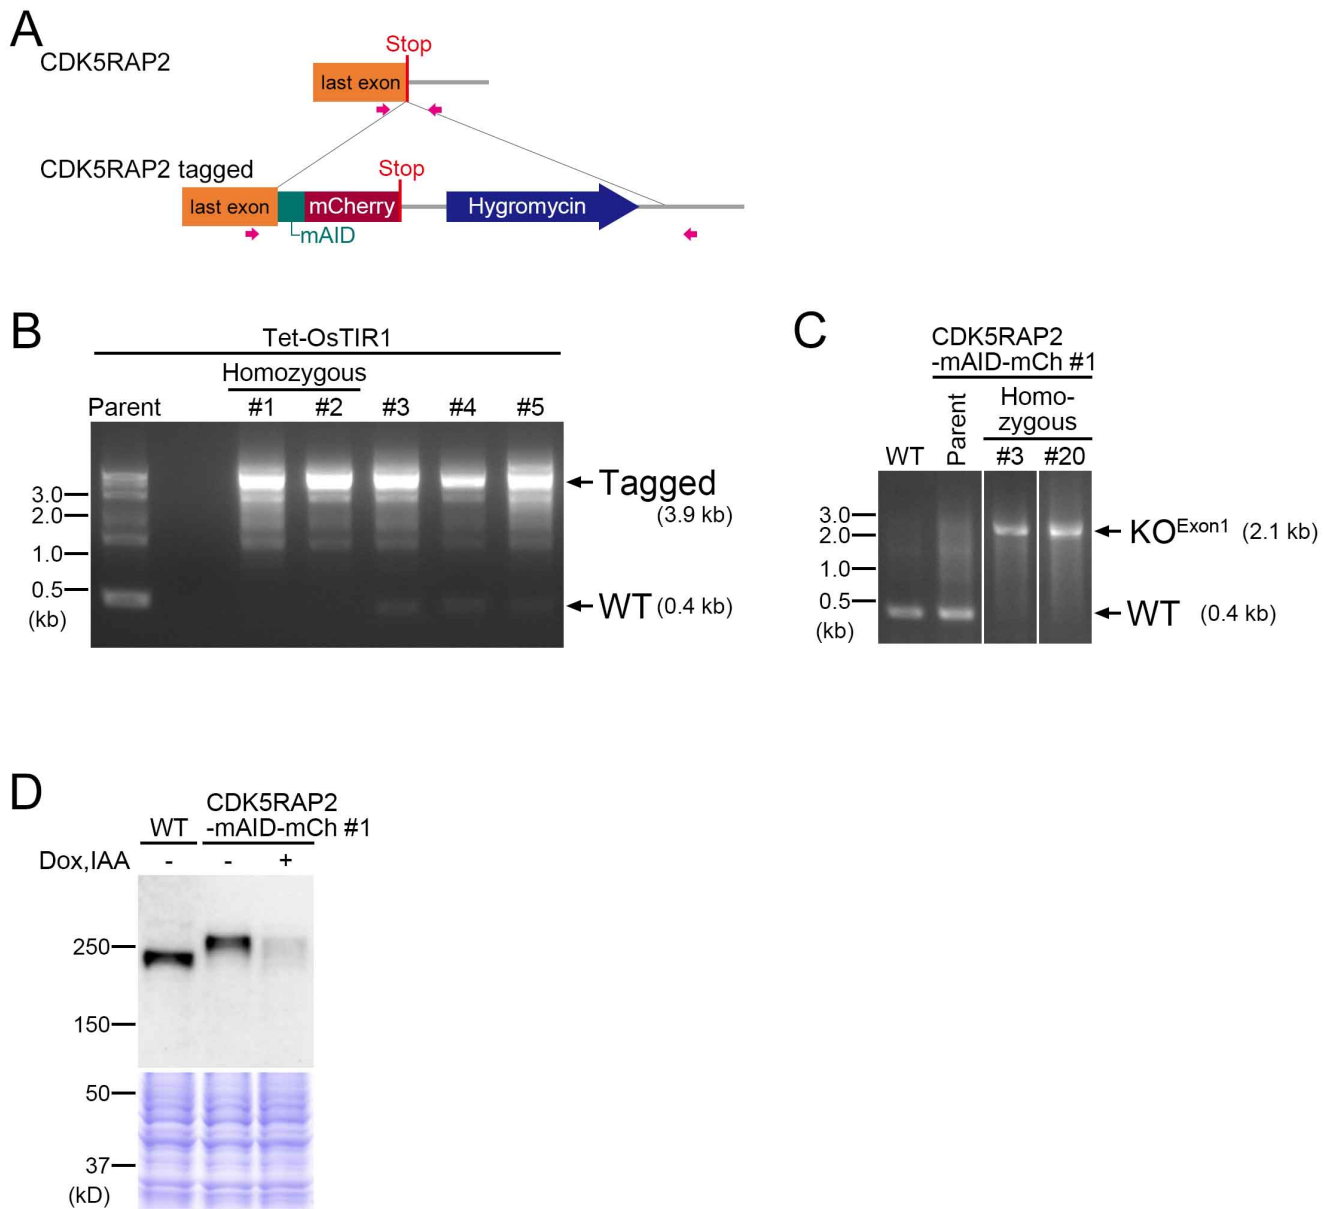 A
CDK5RAP2
Stop
last exon
CDK5RAP2 tagged
Stop
last exon
mCherry
Hygromycin
mAID
B
Tet-OsTIR1
Homozygous
Parent #1 #2 #3 #4 #5
3.0
2.0
1.0
0.5
(kb)
Tagged
(3.9 kb)
WT (0.4 kb)
C
CDK5RAP2
-mAID-mCh #1
Homo-
zygous
WT Parent #3 #20
3.0
2.0
1.0
0.5
(kb)
KOExon1 (2.1 kb)
WT (0.4 kb)
D
CDK5RAP2
WT -mAID-mCh #1
Dox,IAA - - +
250
150
50
37
(kD)